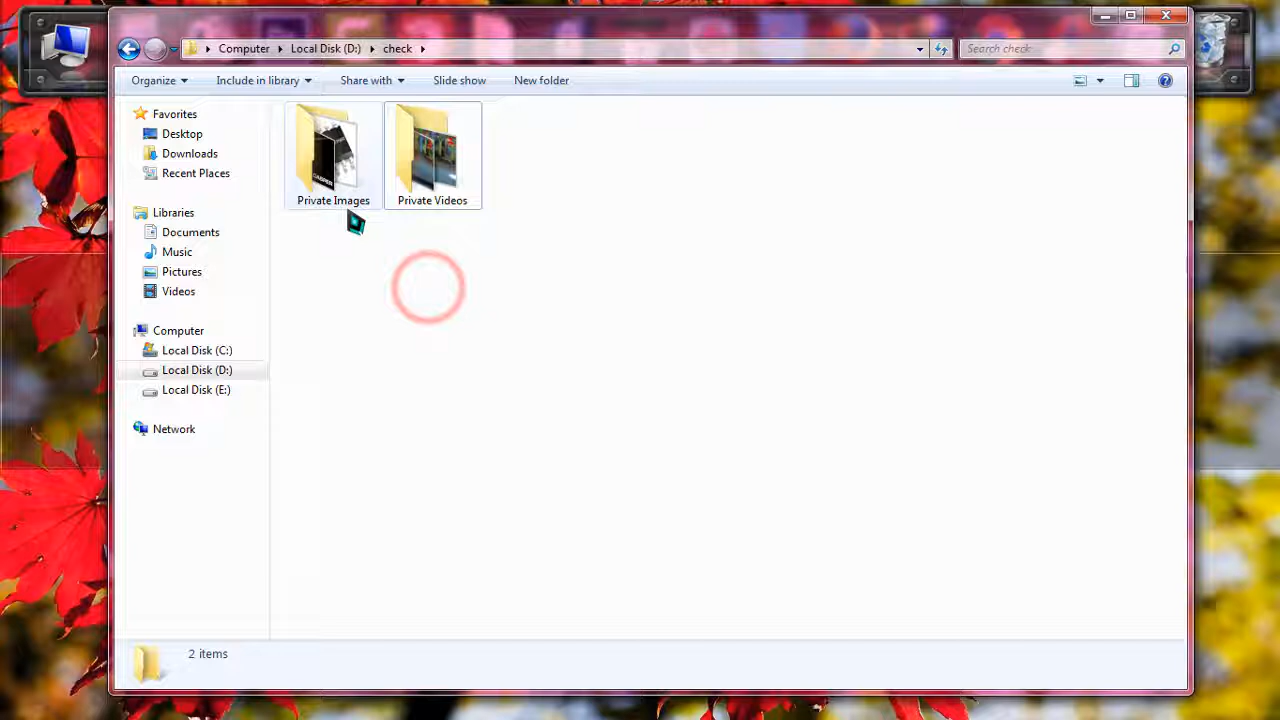 Computer Local Disk (D:) check
Search check
Organize Include in library Share with Slide show New folder
Favorites
Desktop
Downloads
Recent Places
Libraries
Documents
Music
Pictures
Videos
Computer
Local Disk (C:)
Local Disk (D:)
Local Disk (E:)
Network
CASPER
Private Images
Private Videos
2 items